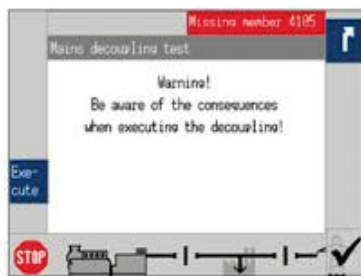 Missing member 4105
Mains decoupling test
Warning!
Be aware of the consequences
when executing the decoupling!
Exe-
cute
STOP